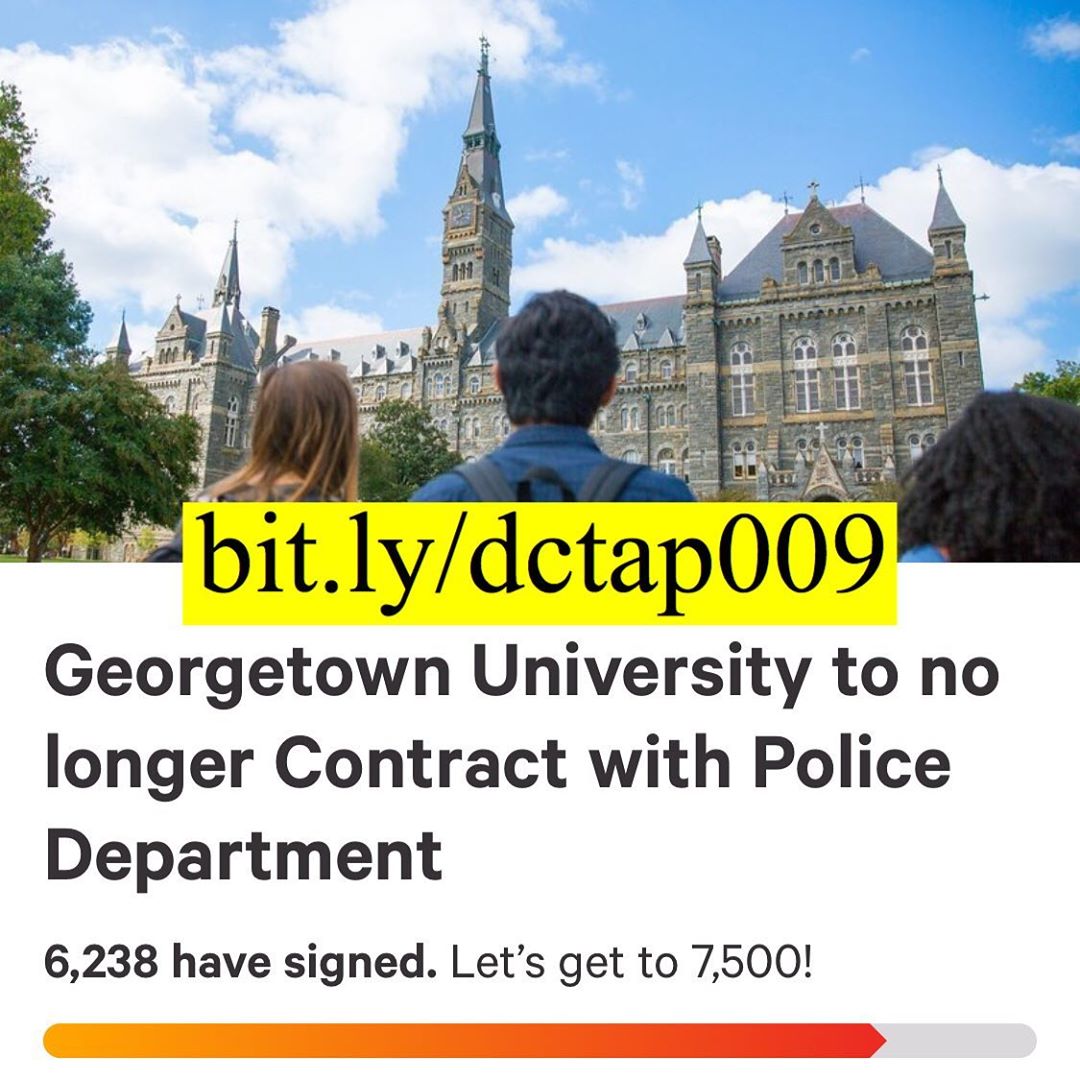 bit.ly/dctap009
Georgetown University to no
longer Contract with Police
Department
6,238 have signed. Let’s get to 7,500!